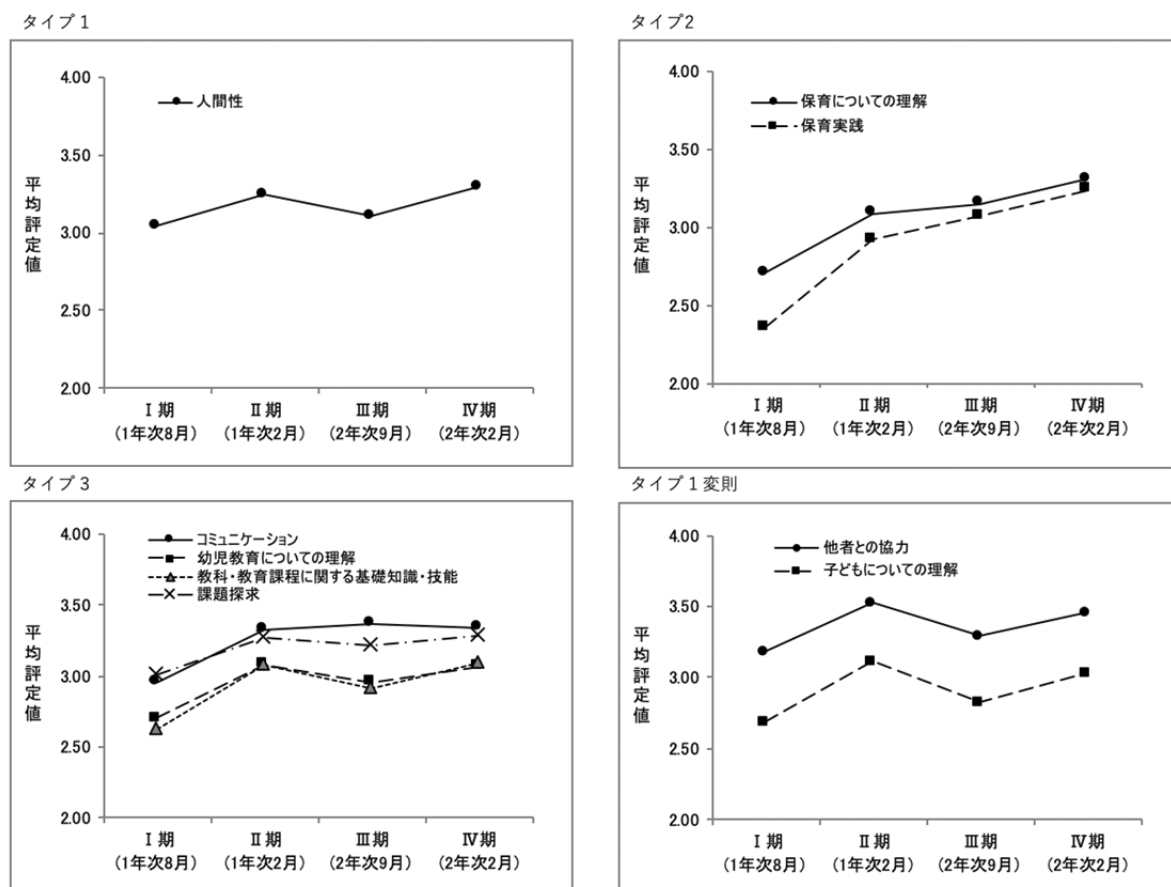 タイプ１
4.00
3.50
3.00
2.50
2.00
平均評定値
人間性
Ⅰ期
(1年次8月)
Ⅱ期
(1年次2月)
Ⅲ期
(2年次9月)
Ⅳ期
(2年次2月)
タイプ2
4.00
3.50
3.00
2.50
2.00
平均評定値
保育についての理解
保育実践
Ⅰ期
(1年次8月)
Ⅱ期
(1年次2月)
Ⅲ期
(2年次9月)
Ⅳ期
(2年次2月)
タイプ３
4.00
3.50
3.00
2.50
2.00
平均評定値
コミュニケーション
幼児教育についての理解
教科・教育課程に関する基礎知識・技能
課題探求
Ⅰ期
(1年次8月)
Ⅱ期
(1年次2月)
Ⅲ期
(2年次9月)
Ⅳ期
(2年次2月)
タイプ１変則
4.00
3.50
3.00
2.50
2.00
平均評定値
他者との協力
子どもについての理解
Ⅰ期
(1年次8月)
Ⅱ期
(1年次2月)
Ⅲ期
(2年次9月)
Ⅳ期
(2年次2月)